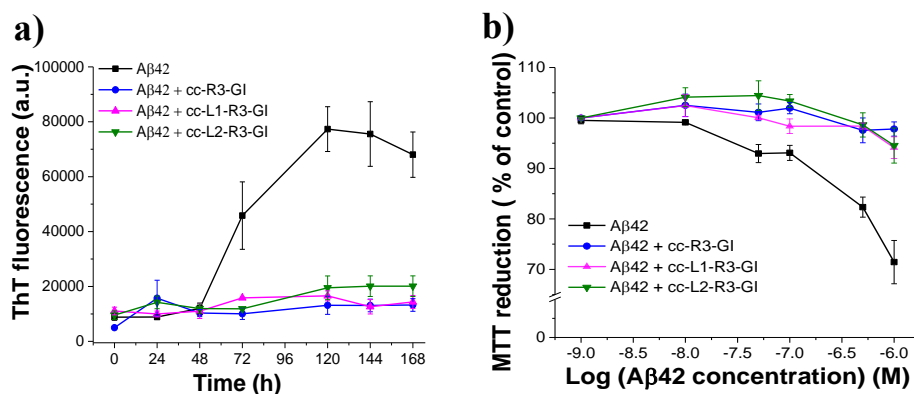 a)
ThT fluorescence (a.u.)
100000
80000
60000
40000
20000
0
Aβ42
Aβ42 + cc-R3-GI
Aβ42 + cc-L1-R3-GI
Aβ42 + cc-L2-R3-GI
0 24 48 72 96 120 144 168
Time (h)
b)
MTT reduction ( % of control)
110
100
90
80
70
0
Aβ42
Aβ42 + cc-R3-GI
Aβ42 + cc-L1-R3-GI
Aβ42 + cc-L2-R3-GI
-9.0 -8.5 -8.0 -7.5 -7.0 -6.5 -6.0
Log (Aβ42 concentration) (M)